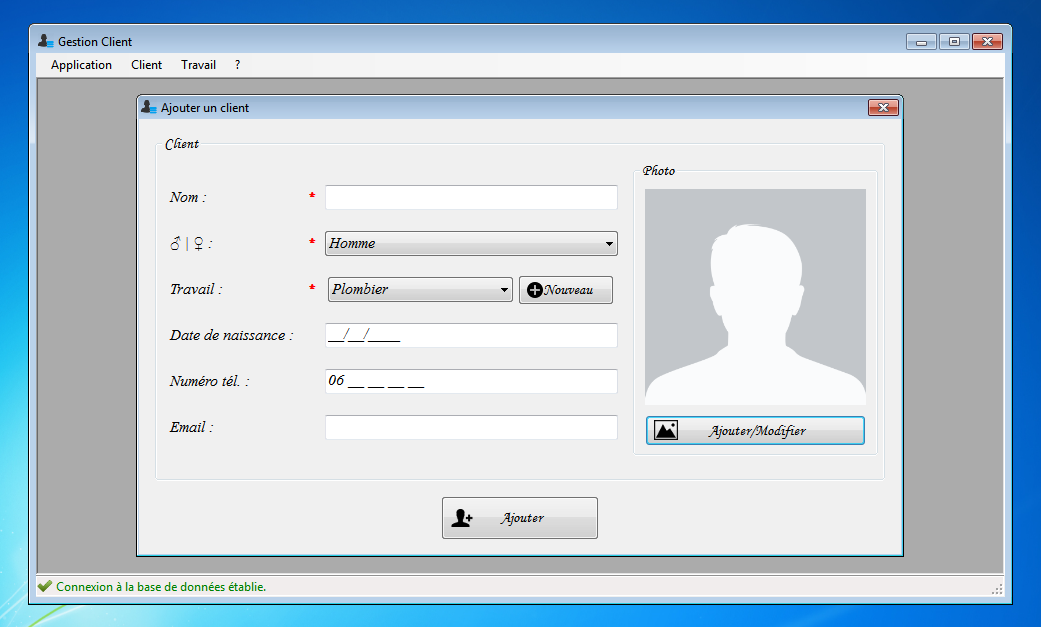 Gestion Client
Application Client Travail ?
Ajouter un client
Client
Photo
Nom : *
♂ | ♀ : * Homme
Travail : * Plombier Nouveau
Date de naissance : __/__/____
Numéro tél. : 06 __ __ __ __
Email :
Ajouter/Modifier
Ajouter
Connexion à la base de données établie.